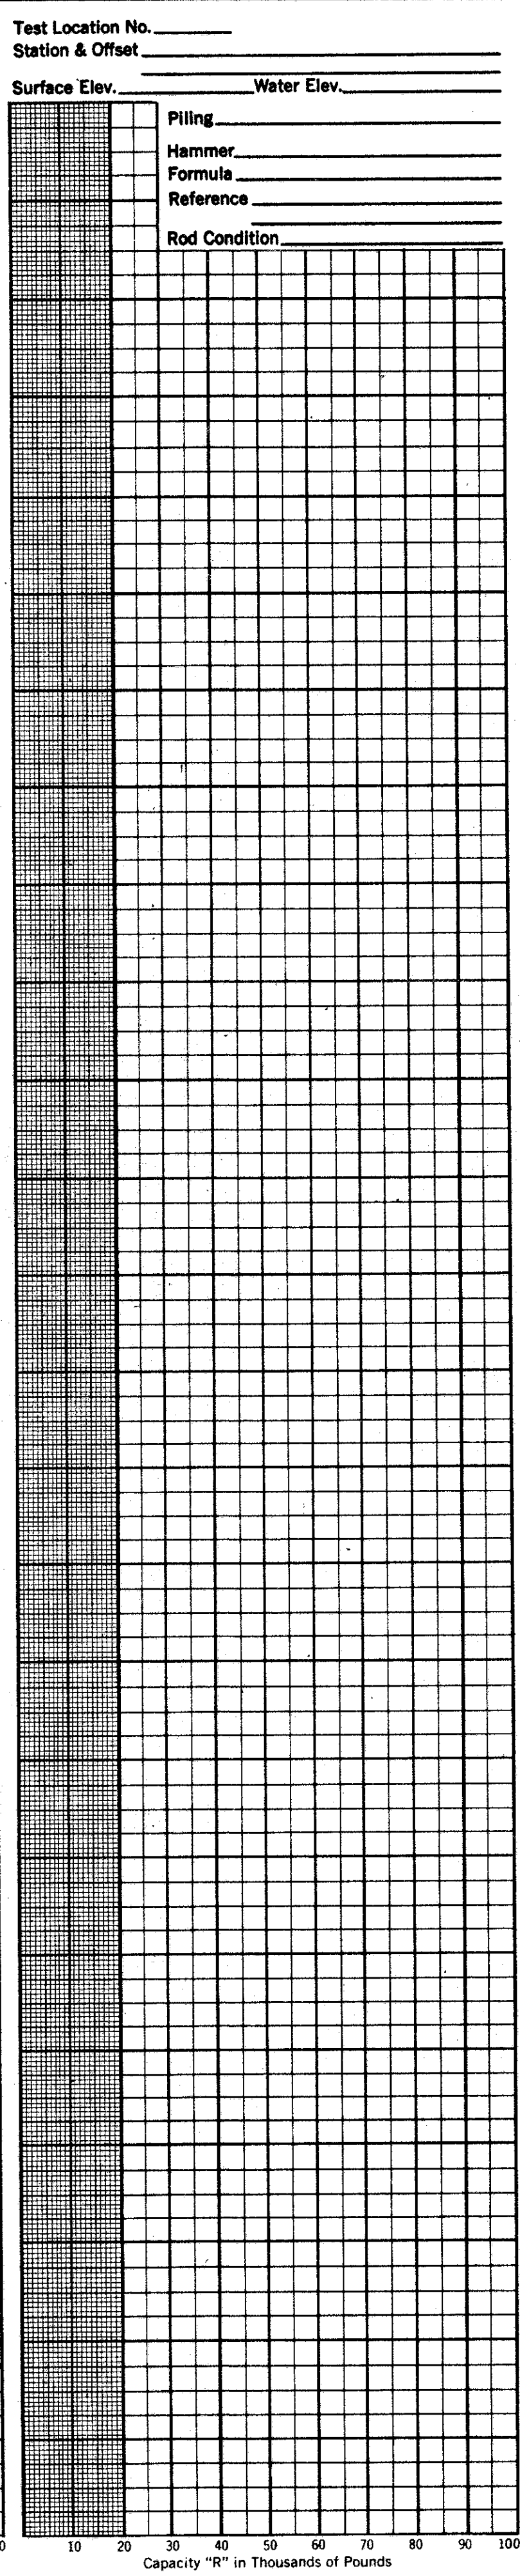 Test Location No.
Station & Offset
Surface Elev. Water Elev.
Piling
Hammer
Formula
Reference
Rod Condition
0 10 20 30 40 50 60 70 80 90 100
Capacity "R" in Thousands of Pounds